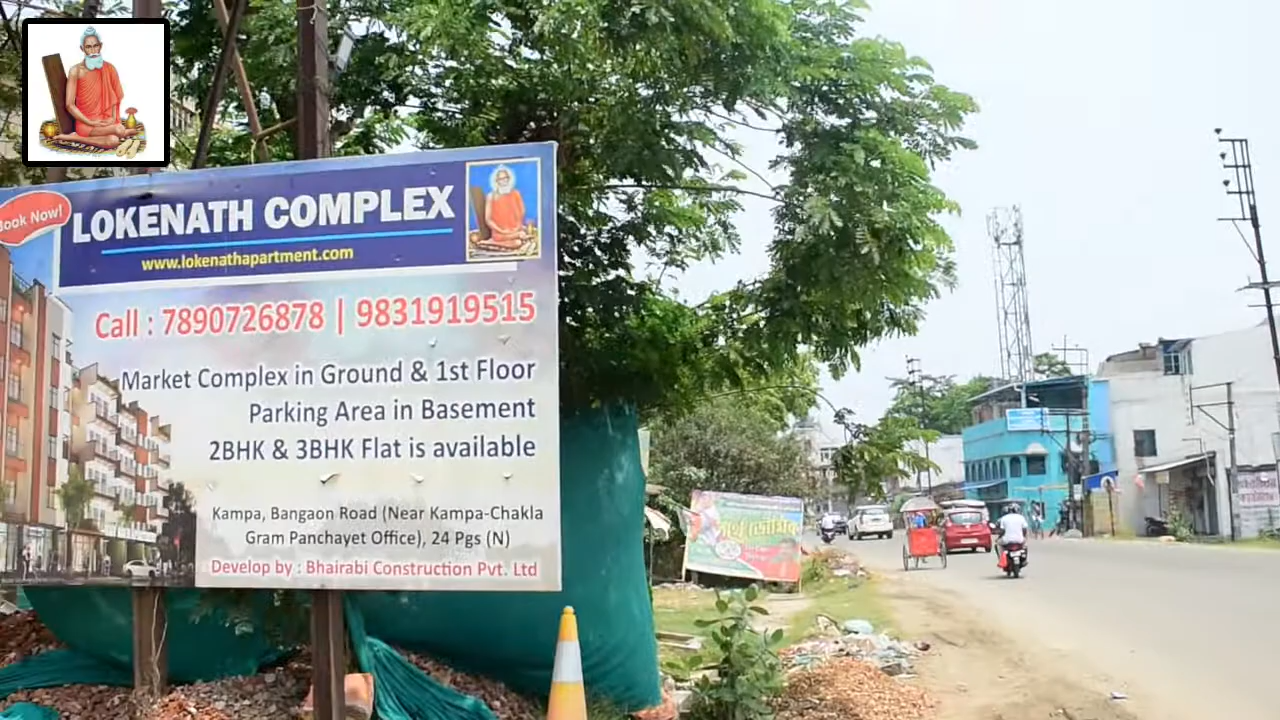 Book Now!
LOKENATH COMPLEX
www.lokenathapartment.com
Call : 7890726878 | 9831919515
Market Complex in Ground & 1st Floor
Parking Area in Basement
2BHK & 3BHK Flat is available
Kampa, Bangaon Road (Near Kampa-Chakla
Gram Panchayet Office), 24 Pgs (N)
Develop by : Bhairabi Construction Pvt. Ltd